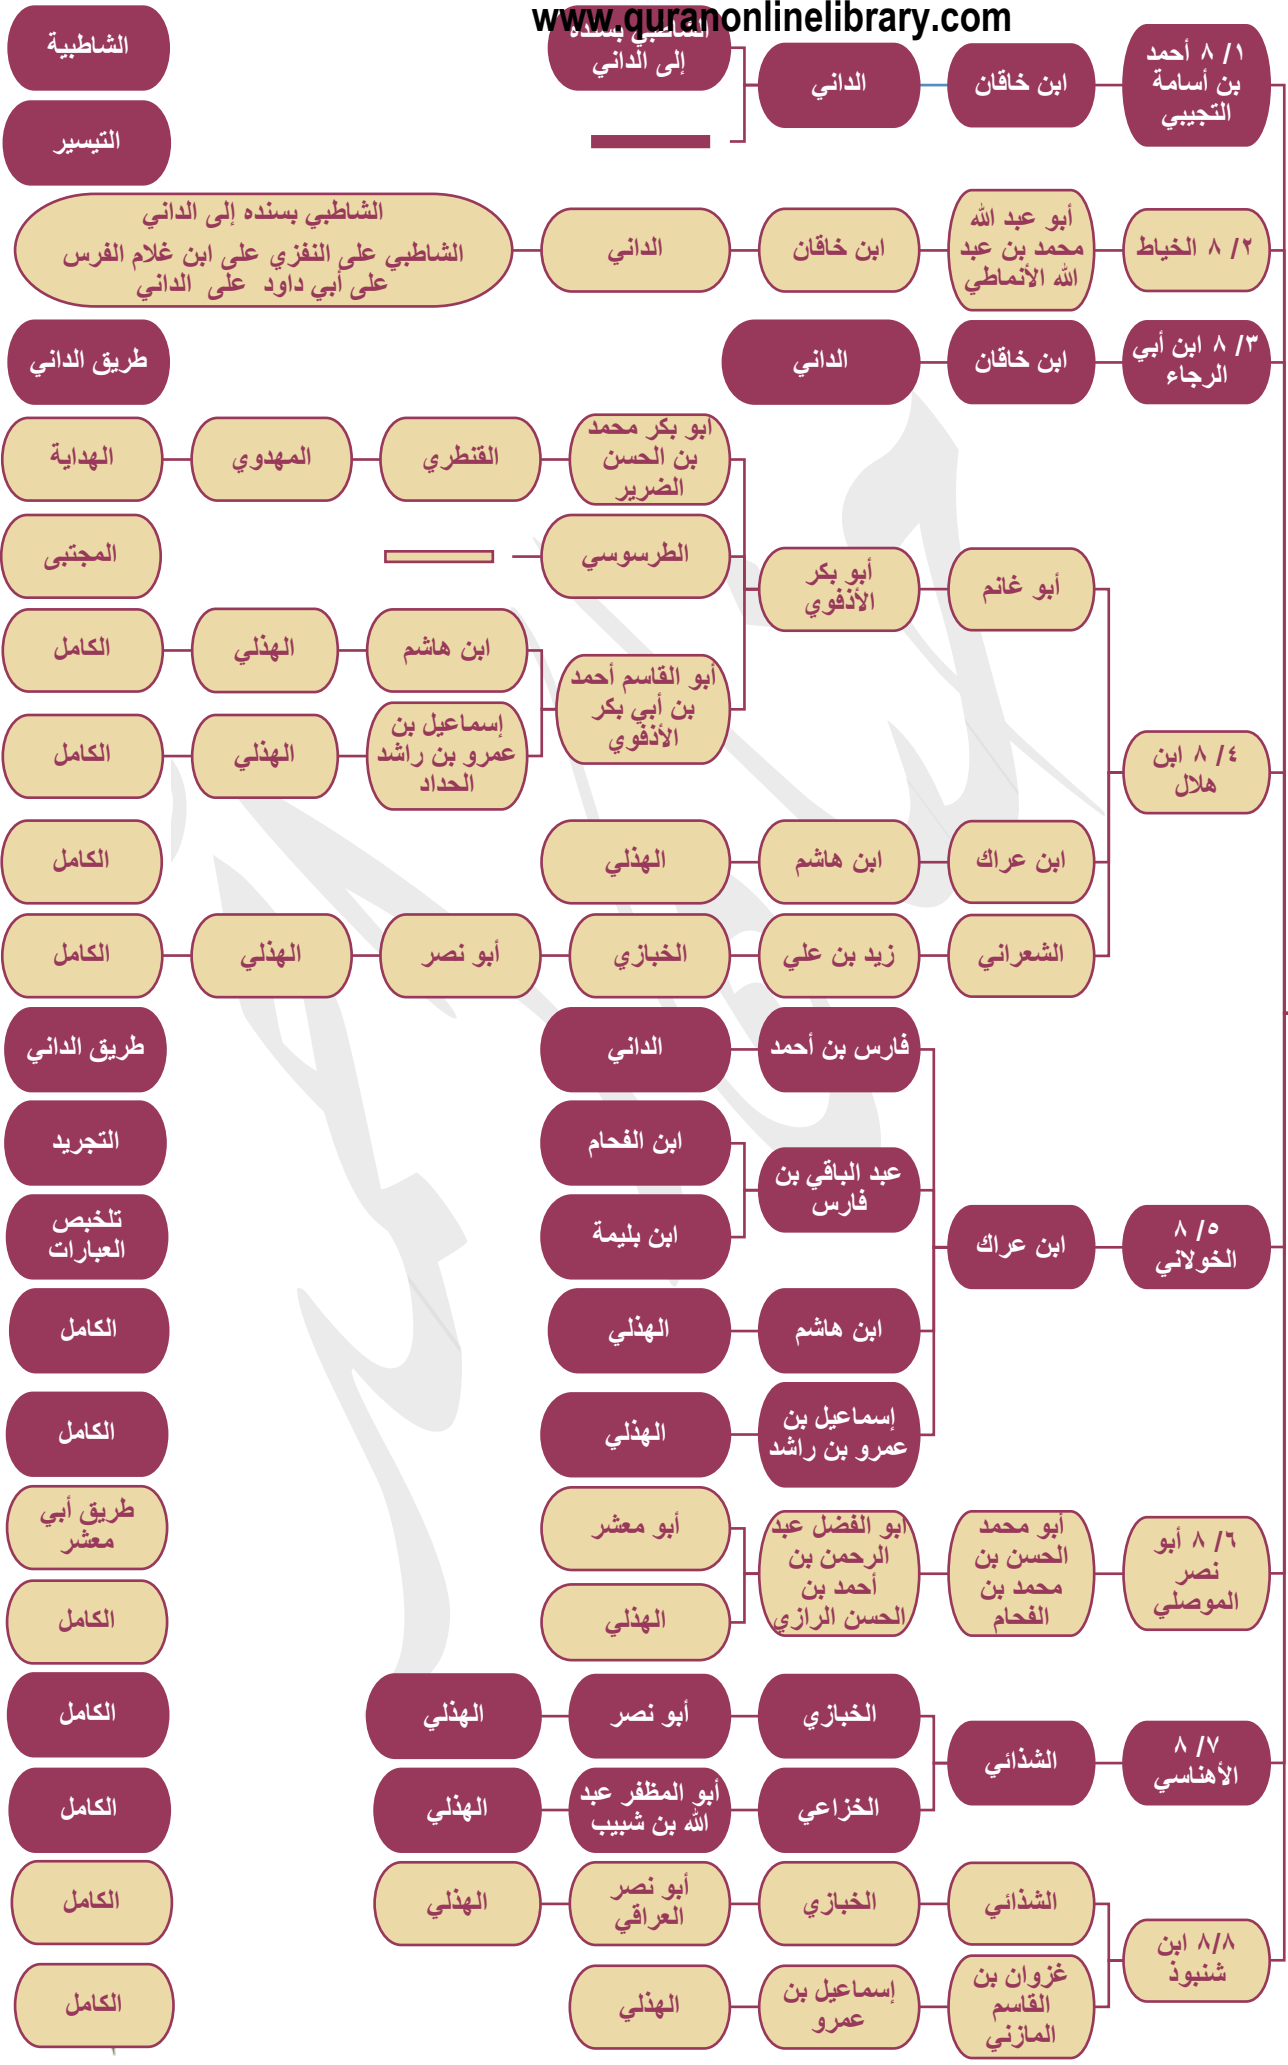 www.quranonlinelibrary.com
١/ ٨ أحمد
بن أسامة
التجيبي
ابن خاقان
الداني
الشاطبي بسنده
إلى الداني
الشاطبية
التيسير
٢/ ٨ الخياط
أبو عبد الله
محمد بن عبد
الله الأنماطي
ابن خاقان
الداني
الشاطبي بسنده إلى الداني
الشاطبي على النفزي على ابن غلام الفرس
على أبي داود على الداني
٣/ ٨ ابن أبي
الرجاء
ابن خاقان
الداني
طريق الداني
٤/ ٨ ابن
هلال
أبو غانم
أبو بكر
الأذفوي
أبو بكر محمد
بن الحسن
الضرير
القنطري
المهدوي
الهداية
الطرسوسي
المجتبى
أبو القاسم أحمد
بن أبي بكر
الأذفوي
ابن هاشم
الهذلي
الكامل
إسماعيل بن
عمرو بن راشد
الحداد
الهذلي
الكامل
ابن عراك
ابن هاشم
الهذلي
الكامل
الشعراني
زيد بن علي
الخبازي
أبو نصر
الهذلي
الكامل
٥/ ٨
الخولاني
ابن عراك
فارس بن أحمد
الداني
طريق الداني
عبد الباقي بن
فارس
ابن الفحام
التجريد
ابن بليمة
تلخبص
العبارات
ابن هاشم
الهذلي
الكامل
إسماعيل بن
عمرو بن راشد
الهذلي
الكامل
٦/ ٨ أبو
نصر
الموصلي
أبو محمد
الحسن بن
محمد بن
الفحام
أبو الفضل عبد
الرحمن بن
أحمد بن
الحسن الرازي
أبو معشر
طريق أبي
معشر
الهذلي
الكامل
٧/ ٨
الأهناسي
الشذائي
الخبازي
أبو نصر
الهذلي
الكامل
الخزاعي
أبو المظفر عبد
الله بن شبيب
الهذلي
الكامل
٨/٨ ابن
شنبوذ
الشذائي
الخبازي
أبو نصر
العراقي
الهذلي
الكامل
غزوان بن
القاسم
المازني
إسماعيل بن
عمرو
الهذلي
الكامل